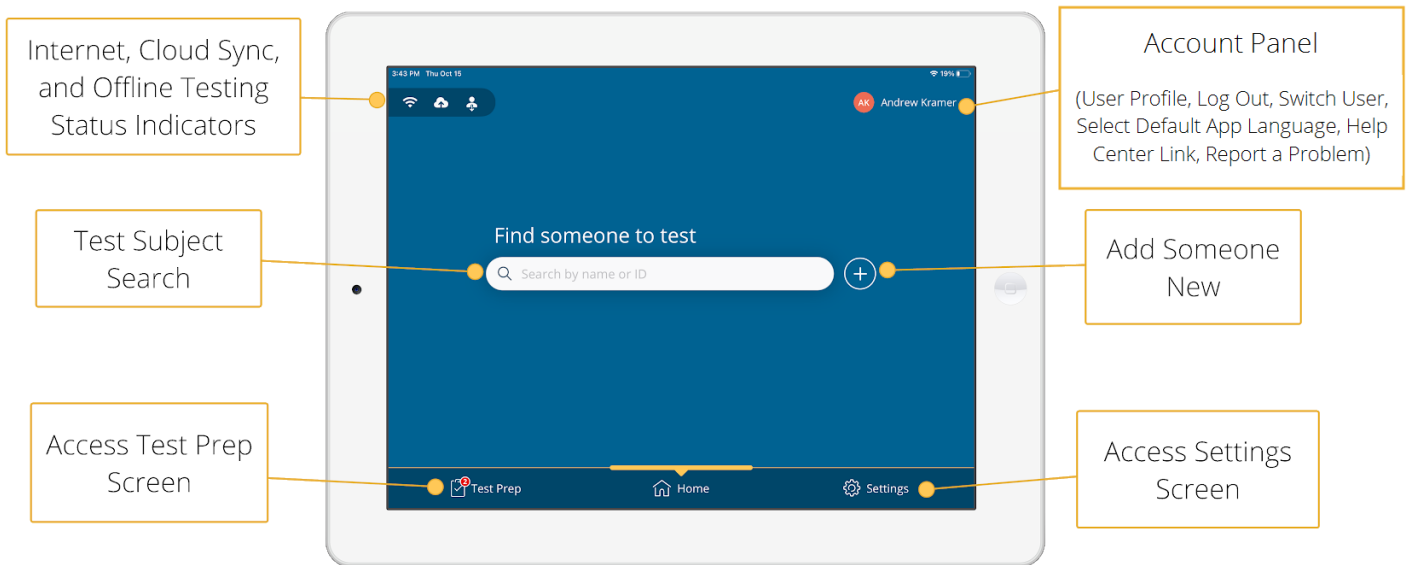 Internet, Cloud Sync,
and Offline Testing
Status Indicators
Account Panel
(User Profile, Log Out, Switch User,
Select Default App Language, Help
Center Link, Report a Problem)
3:43 PM Thu Oct 15
19%
AK Andrew Kramer
Test Subject
Search
Find someone to test
Search by name or ID
Add Someone
New
Access Test Prep
Screen
2
Test Prep
Home
Settings
Access Settings
Screen